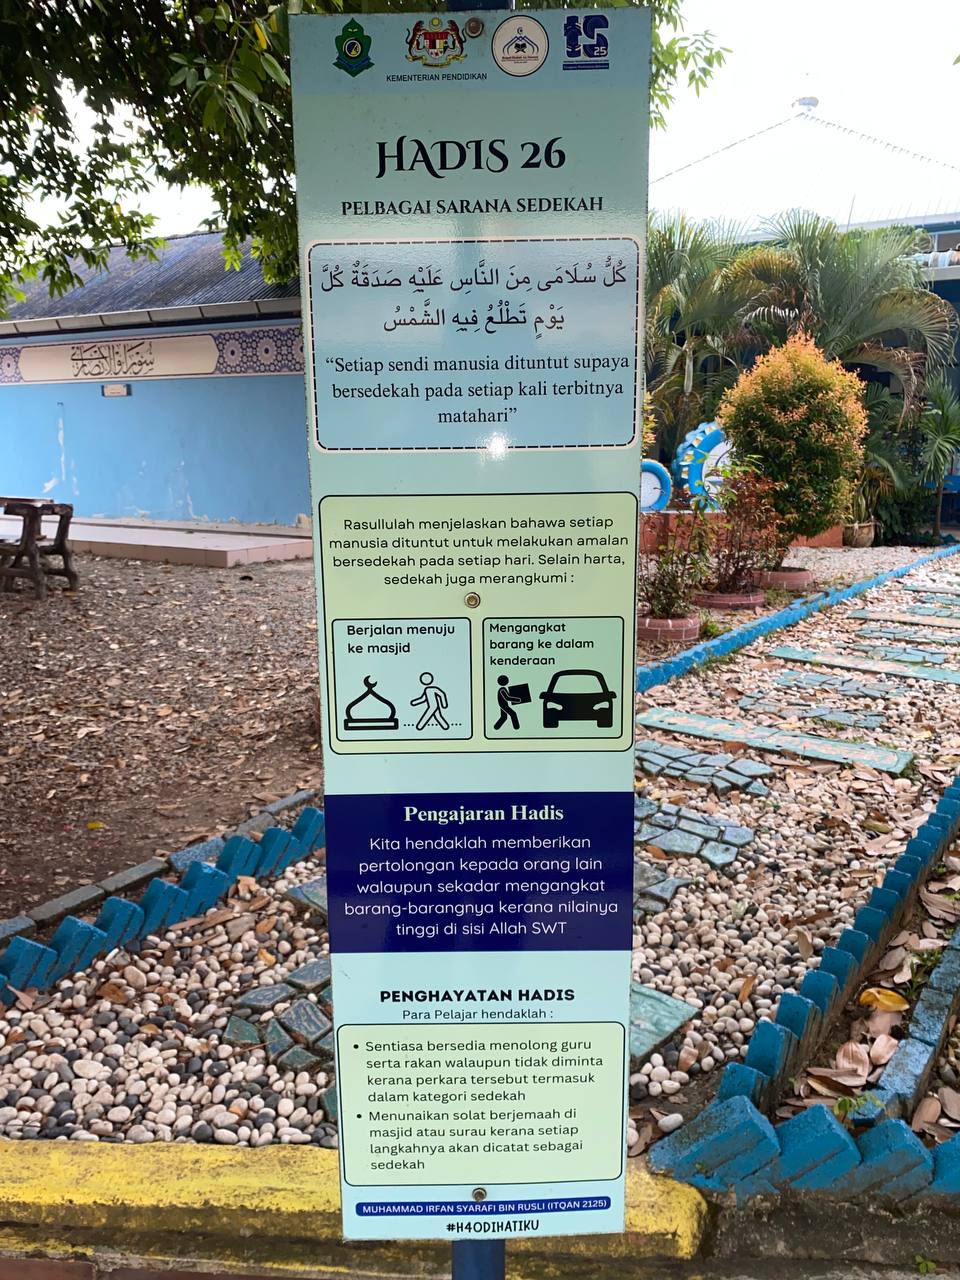 KEMENTERIAN PENDIDIKAN
25
HADIS 26
PELBAGAI SARANA SEDEKAH
كُلُّ سُلَامَى مِنَ النَّاسِ عَلَيْهِ صَدَقَةٌ كُلَّ
يَوْمٍ تَطْلُعُ فِيهِ الشَّمْسُ
“Setiap sendi manusia dituntut supaya
bersedekah pada setiap kali terbitnya
matahari”
Rasullulah menjelaskan bahawa setiap
manusia dituntut untuk melakukan amalan
bersedekah pada setiap hari. Selain harta,
sedekah juga merangkumi :
Berjalan menuju
ke masjid
Mengangkat
barang ke dalam
kenderaan
Pengajaran Hadis
Kita hendaklah memberikan
pertolongan kepada orang lain
walaupun sekadar mengangkat
barang-barangnya kerana nilainya
tinggi di sisi Allah SWT
PENGHAYATAN HADIS
Para Pelajar hendaklah :
• Sentiasa bersedia menolong guru
serta rakan walaupun tidak diminta
kerana perkara tersebut termasuk
dalam kategori sedekah
• Menunaikan solat berjemaah di
masjid atau surau kerana setiap
langkahnya akan dicatat sebagai
sedekah
MUHAMMAD IRFAN SYARAFI BIN RUSLI (ITQAN 2125)
#H40DIHATIKU